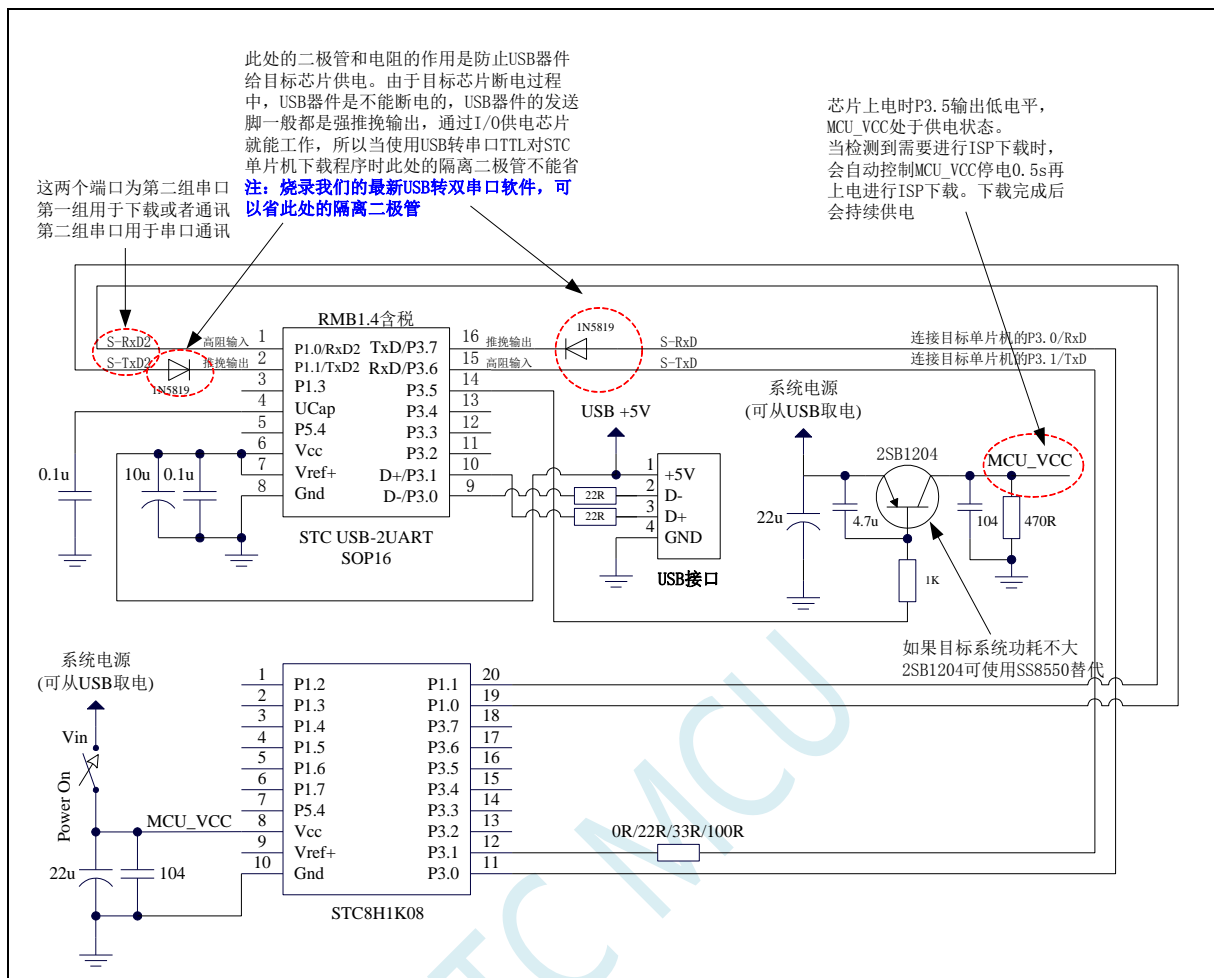 此处的二极管和电阻的作用是防止USB器件
给目标芯片供电。由于目标芯片断电过程
中，USB器件是不能断电的，USB器件的发送
脚一般都是强推挽输出，通过I/O供电芯片
就能工作，所以当使用USB转串口TTL对STC
单片机下载程序时此处的隔离二极管不能省
注：烧录我们的最新USB转双串口软件，可
以省此处的隔离二极管
这两个端口为第二组串口
第一组用于下载或者通讯
第二组串口用于串口通讯
芯片上电时P3.5输出低电平，
MCU_VCC处于供电状态。
当检测到需要进行ISP下载时，
会自动控制MCU_VCC停电0.5s再
上电进行ISP下载。下载完成后
会持续供电
RMB1.4含税
S-RxD2
高阻输入
1
P1.0/RxD2
S-TxD2
推挽输出
2
P1.1/TxD2
1N5819
3
P1.3
4
UCap
5
P5.4
6
Vcc
7
Vref+
8
Gnd
TxD/P3.7
16
推挽输出
1N5819
S-RxD
连接目标单片机的P3.0/RxD
RxD/P3.6
15
高阻输入
S-TxD
连接目标单片机的P3.1/TxD
P3.5
14
P3.4
13
P3.3
12
P3.2
11
D+/P3.1
10
D-/P3.0
9
STC USB-2UART
SOP16
0.1u
10u
0.1u
USB +5V
22R
22R
1
+5V
2
D-
3
D+
4
GND
USB接口
系统电源
(可从USB取电)
2SB1204
MCU_VCC
22u
4.7u
104
470R
1K
如果目标系统功耗不大
2SB1204可使用SS8550替代
系统电源
(可从USB取电)
Vin
Power On
MCU_VCC
22u
104
1
P1.2
2
P1.3
3
P1.4
4
P1.5
5
P1.6
6
P1.7
7
P5.4
8
Vcc
9
Vref+
10
Gnd
P1.1
20
P1.0
19
P3.7
18
P3.6
17
P3.5
16
P3.4
15
P3.3
14
P3.2
13
P3.1
12
P3.0
11
0R/22R/33R/100R
STC8H1K08
STC MCU